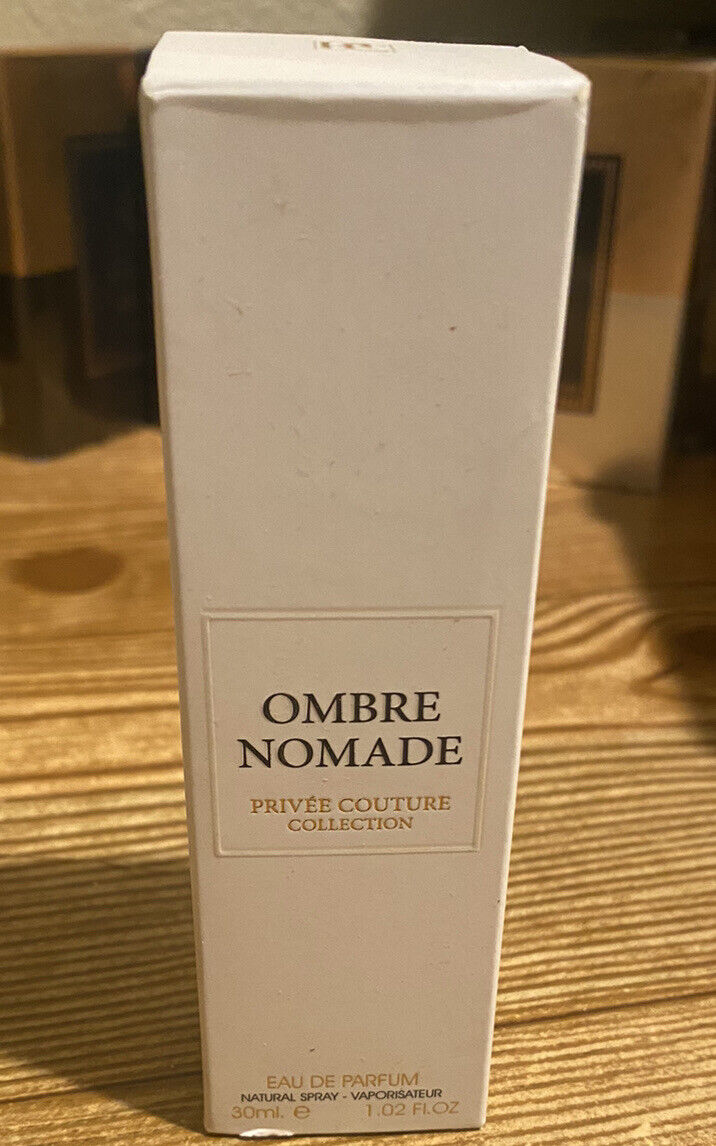 OMBRE
NOMADE
PRIVÉE COUTURE
COLLECTION
EAU DE PARFUM
NATURAL SPRAY - VAPORISATEUR
30ml. e 1.02 Fl.OZ